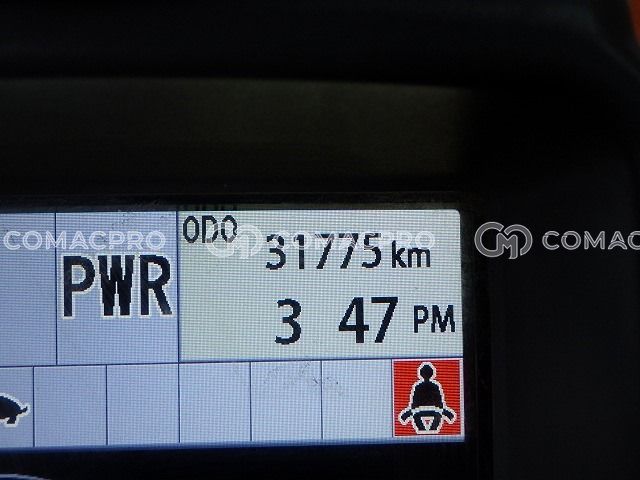 ODO
31775 km
PWR
3 47 PM
COMACPRO
COMACPRO
COMAC